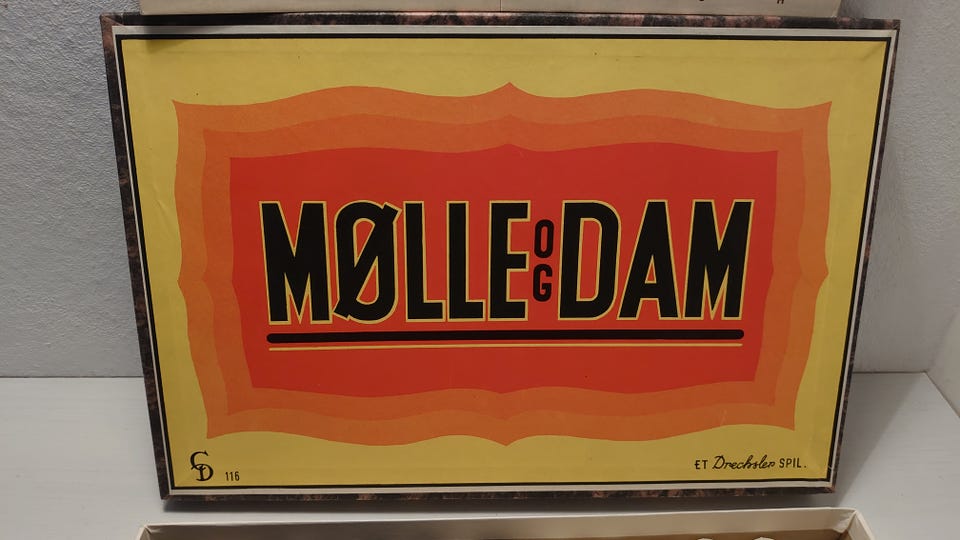 MØLLE OG DAM
CD 116
ET Drechsler SPIL.